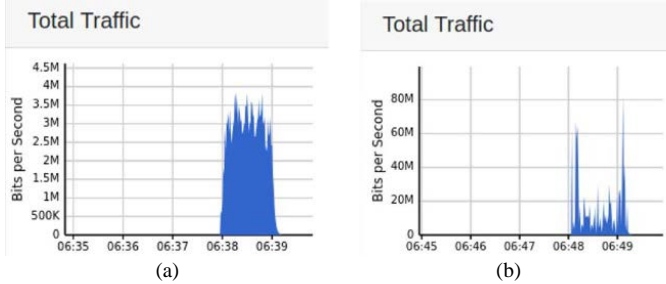 Total Traffic
Bits per Second
4.5M
4M
3.5M
3M
2.5M
2M
1.5M
1M
500K
0
06:35 06:36 06:37 06:38 06:39
(a)
Total Traffic
Bits per Second
80M
60M
40M
20M
0
06:45 06:46 06:47 06:48 06:49
(b)